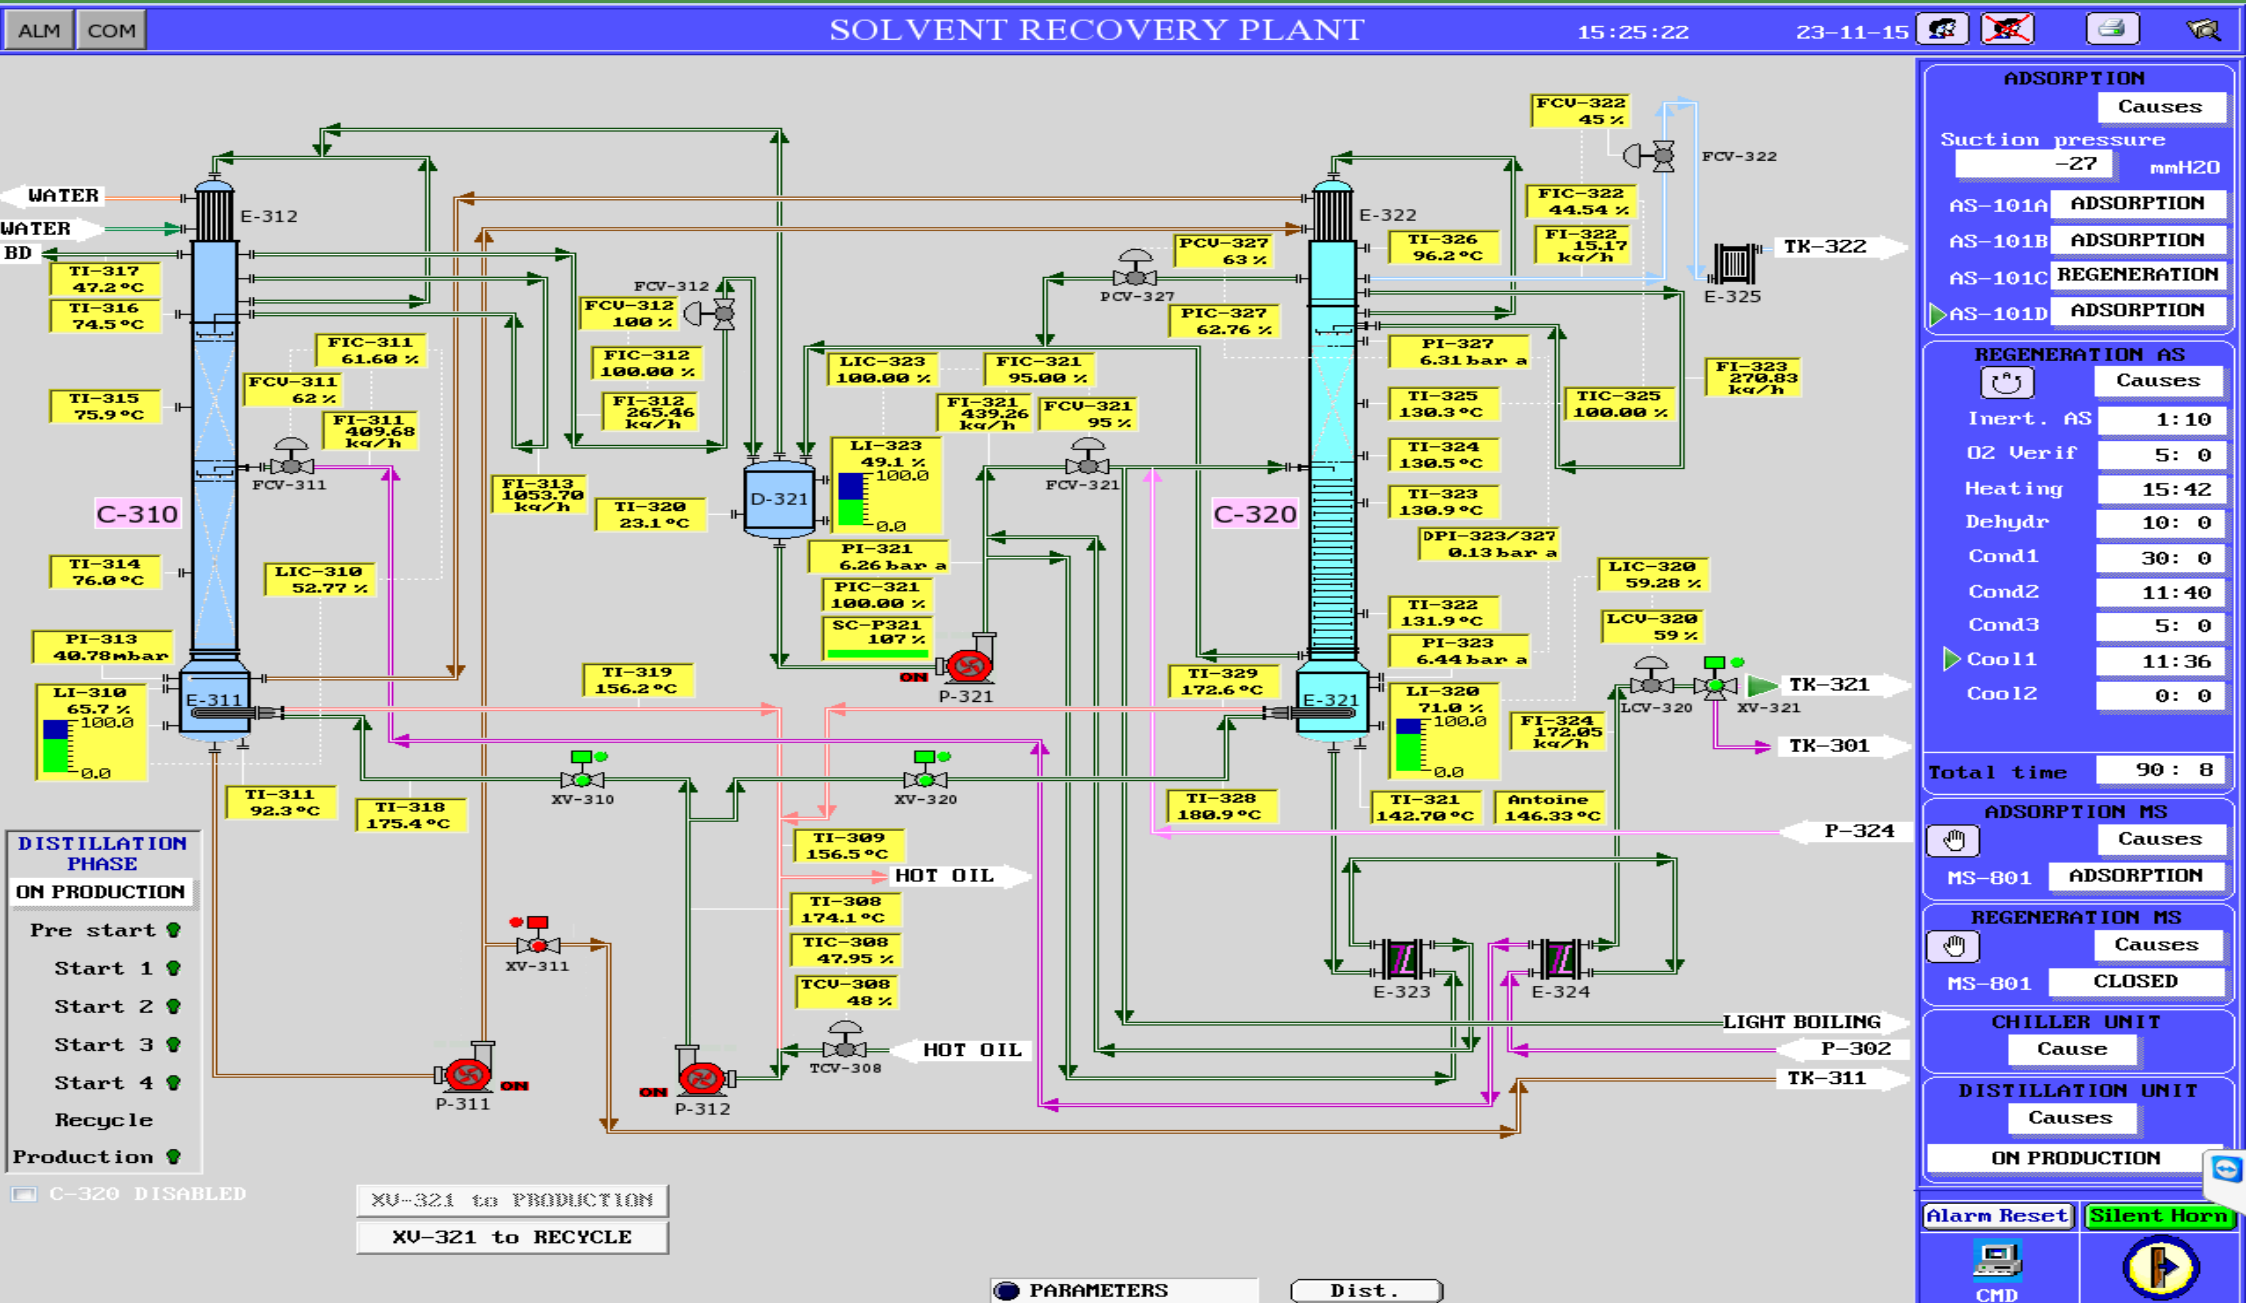 ALM
COM
SOLVENT RECOVERY PLANT
15:25:22
23-11-15
WATER
WATER
BD
E-312
TI-317
47.2°C
TI-316
74.5°C
TI-315
75.9°C
FIC-311
61.60 %
FCV-311
62 %
FI-311
409.68
kg/h
FCV-311
C-310
TI-314
76.0°C
LIC-310
52.77 %
PI-313
40.78mbar
LI-310
65.7 %
100.0
0.0
E-311
TI-311
92.3°C
TI-318
175.4°C
FCV-312
FCV-312
100 %
FIC-312
100.00 %
FI-312
265.46
kg/h
FI-313
1053.70
kg/h
TI-320
23.1°C
D-321
LIC-323
100.00 %
LI-323
49.1 %
100.0
0.0
FIC-321
95.00 %
FI-321
439.26
kg/h
FCV-321
95 %
FCV-321
PI-321
6.26 bar a
PIC-321
100.00 %
SC-P321
107 %
ON
P-321
TI-319
156.2°C
XV-310
XV-320
TI-309
156.5°C
HOT OIL
TI-308
174.1°C
TIC-308
47.95 %
TCV-308
48 %
TCV-308
HOT OIL
XV-311
P-311
ON
ON
P-312
PCV-327
63 %
PCV-327
PIC-327
62.76 %
E-322
FCV-322
45 %
FCV-322
FIC-322
44.54 %
FI-322
15.17
kg/h
TI-326
96.2°C
E-325
TK-322
PI-327
6.31 bar a
TI-325
130.3°C
TIC-325
100.00 %
FI-323
270.83
kg/h
TI-324
130.5°C
TI-323
130.9°C
C-320
DPI-323/327
0.13 bar a
LIC-320
59.28 %
LCV-320
59 %
TI-322
131.9°C
PI-323
6.44 bar a
TI-329
172.6°C
E-321
LI-320
71.0 %
100.0
0.0
FI-324
172.05
kg/h
LCV-320
XV-321
TK-321
TK-301
TI-328
180.9°C
TI-321
142.70°C
Antoine
146.33°C
P-324
E-323
E-324
LIGHT BOILING
P-302
TK-311
DISTILLATION
PHASE
ON PRODUCTION
Pre start
Start 1
Start 2
Start 3
Start 4
Recycle
Production
C-320 DISABLED
XV-321 to PRODUCTION
XV-321 to RECYCLE
PARAMETERS
Dist.
ADSORPTION
Causes
Suction pressure
-27 mmH2O
AS-101A ADSORPTION
AS-101B ADSORPTION
AS-101C REGENERATION
AS-101D ADSORPTION
REGENERATION AS
A
Causes
Inert. AS 1:10
O2 Verif 5: 0
Heating 15:42
Dehydr 10: 0
Cond1 30: 0
Cond2 11:40
Cond3 5: 0
Cool1 11:36
Cool2 0: 0
Total time 90: 8
ADSORPTION MS
Causes
MS-801 ADSORPTION
REGENERATION MS
Causes
MS-801 CLOSED
CHILLER UNIT
Cause
DISTILLATION UNIT
Causes
ON PRODUCTION
Alarm Reset
Silent Horn
CMD